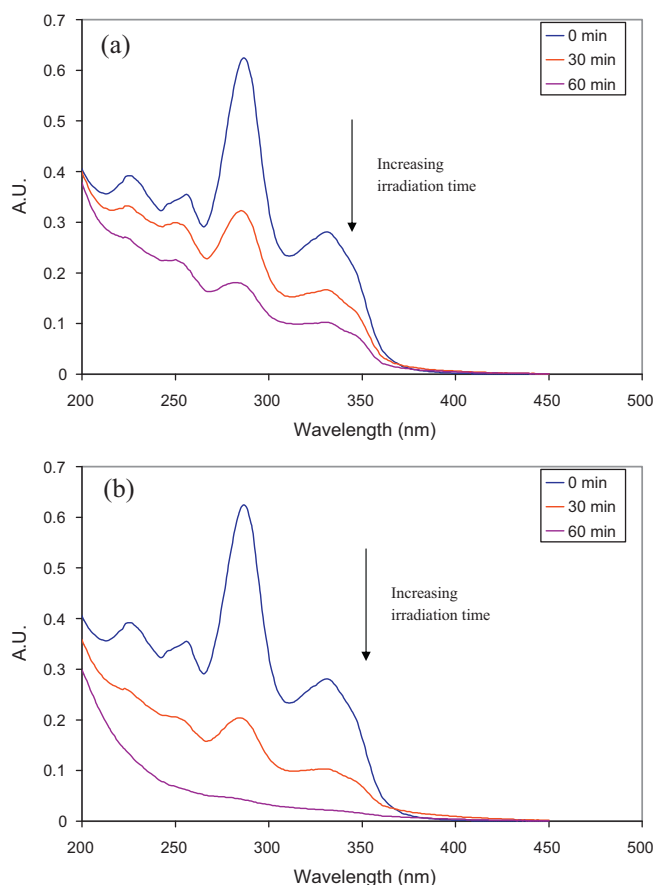 (a)
0 min
30 min
60 min
Increasing
irradiation time
A.U.
0.7
0.6
0.5
0.4
0.3
0.2
0.1
0
200 250 300 350 400 450 500
Wavelength (nm)
(b)
0 min
30 min
60 min
Increasing
irradiation time
A.U.
0.7
0.6
0.5
0.4
0.3
0.2
0.1
0
200 250 300 350 400 450 500
Wavelength (nm)